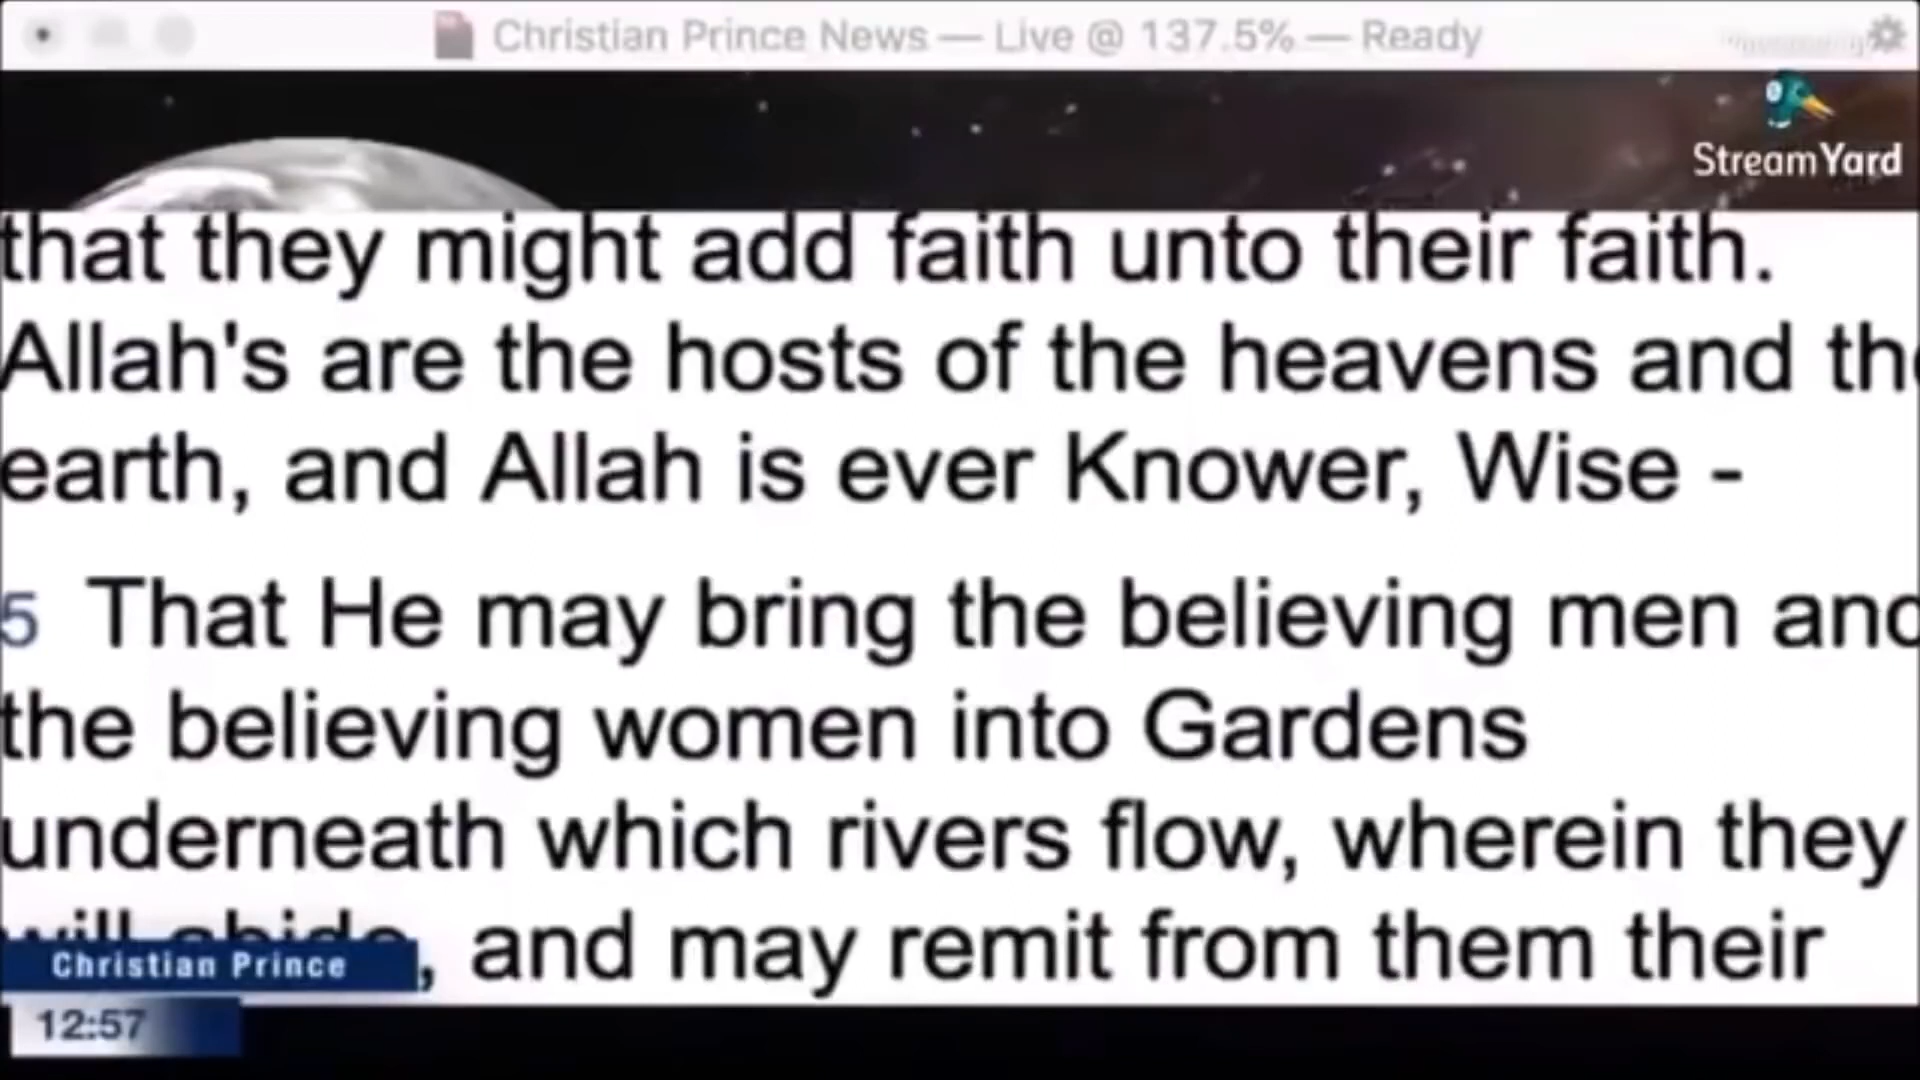 Christian Prince News — Live @ 137.5% — Ready
StreamYard
that they might add faith unto their faith.
Allah's are the hosts of the heavens and the
earth, and Allah is ever Knower, Wise -
5 That He may bring the believing men and
the believing women into Gardens
underneath which rivers flow, wherein they
will abide, and may remit from them their
Christian Prince
12:57